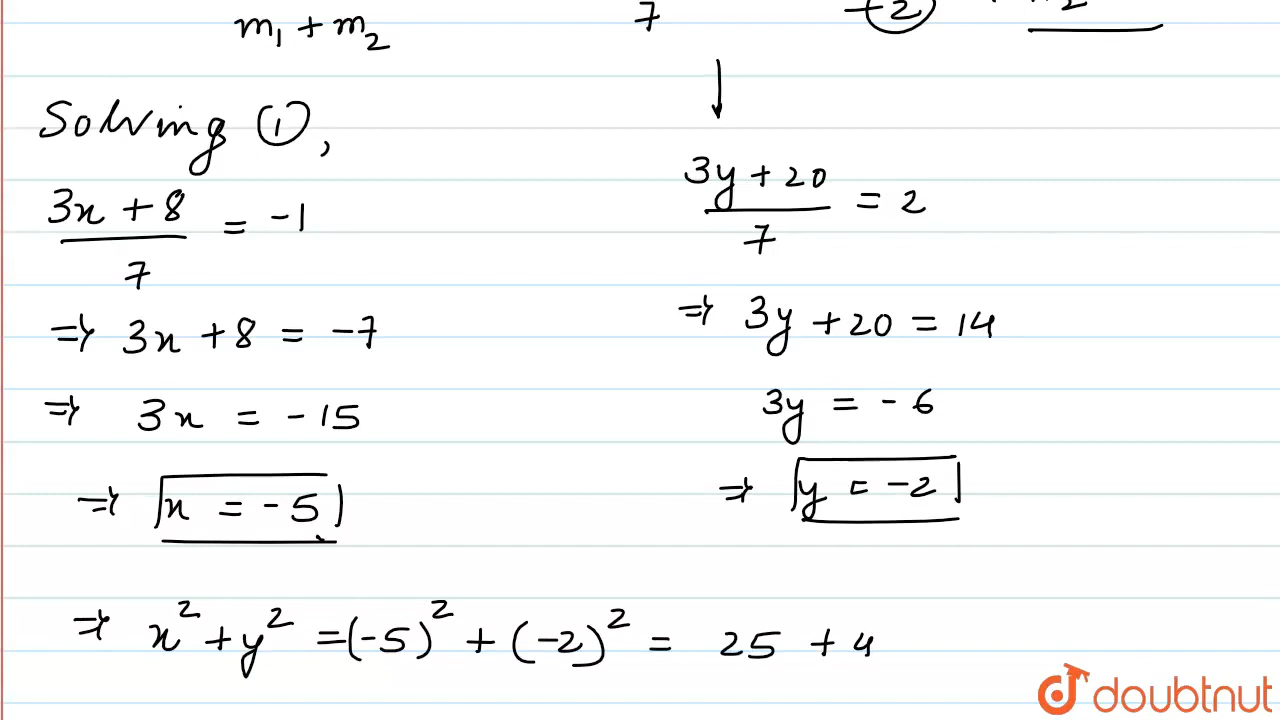 m₁ + m₂ 7 +2
Solving ①,
3x + 8 / 7 = -1
⇒ 3x + 8 = -7
⇒ 3x = -15
⇒ x = -5
3y + 20 / 7 = 2
⇒ 3y + 20 = 14
3y = -6
⇒ y = -2
⇒ x² + y² = (-5)² + (-2)² = 25 + 4
doubtnut